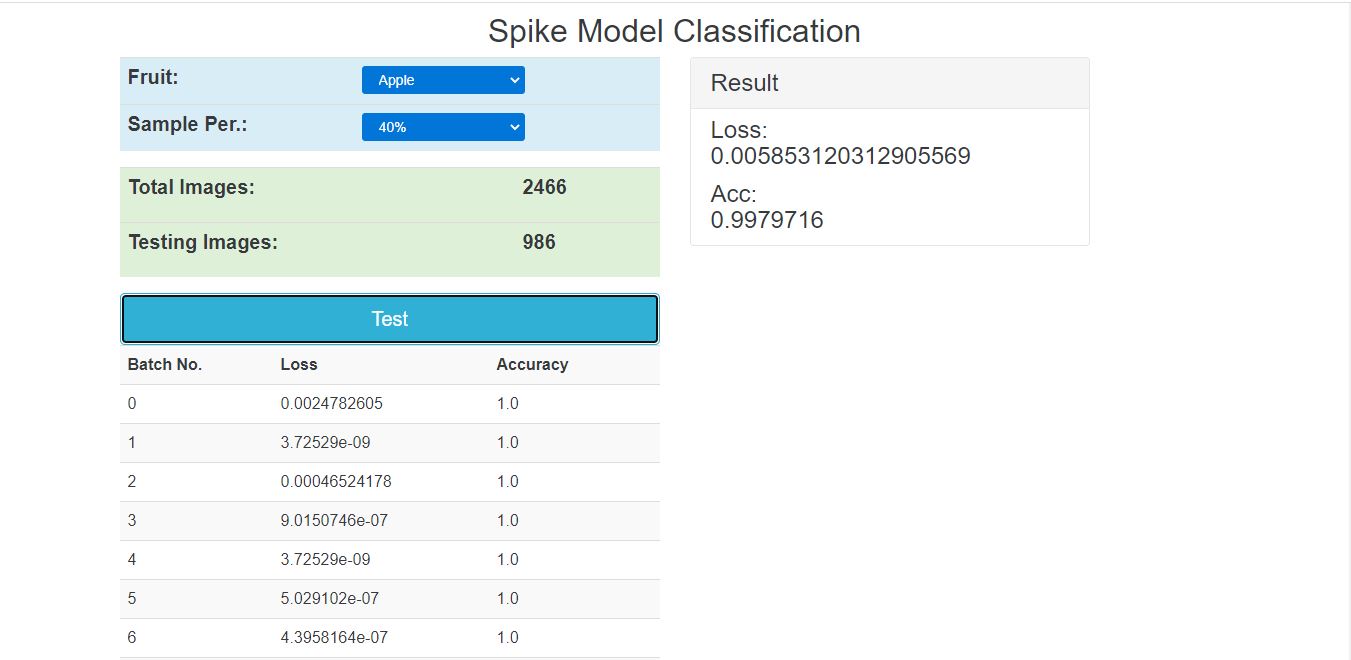 Spike Model Classification
Fruit: Apple
Sample Per.: 40%
Total Images: 2466
Testing Images: 986
Test
Batch No. Loss Accuracy
0 0.0024782605 1.0
1 3.72529e-09 1.0
2 0.00046524178 1.0
3 9.0150746e-07 1.0
4 3.72529e-09 1.0
5 5.029102e-07 1.0
6 4.3958164e-07 1.0
Result
Loss:
0.005853120312905569
Acc:
0.9979716